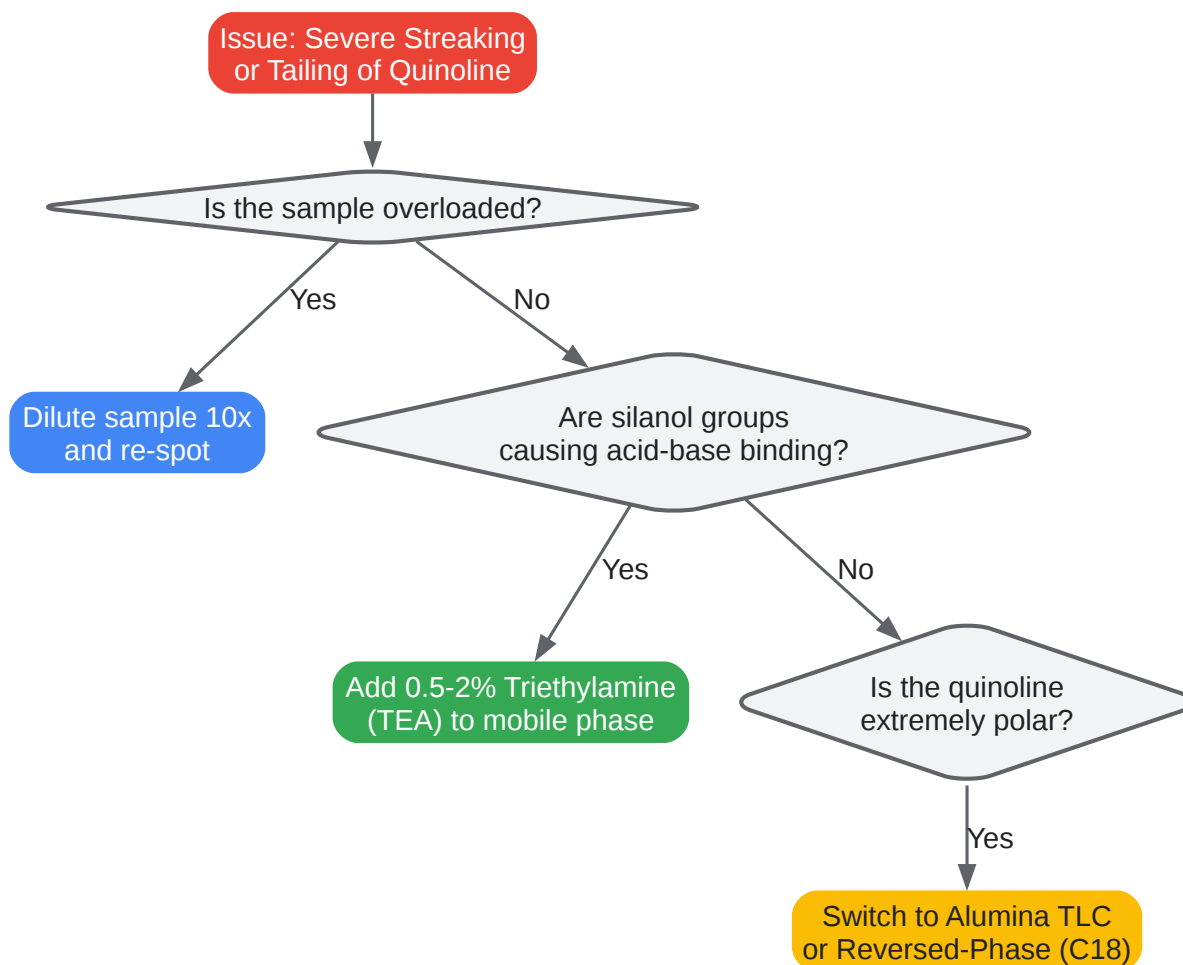 Issue: Severe Streaking
or Tailing of Quinoline
Is the sample overloaded?
Yes
No
Dilute sample 10x
and re-spot
Are silanol groups
causing acid-base binding?
Yes
No
Add 0.5-2% Triethylamine
(TEA) to mobile phase
Is the quinoline
extremely polar?
Yes
Switch to Alumina TLC
or Reversed-Phase (C18)